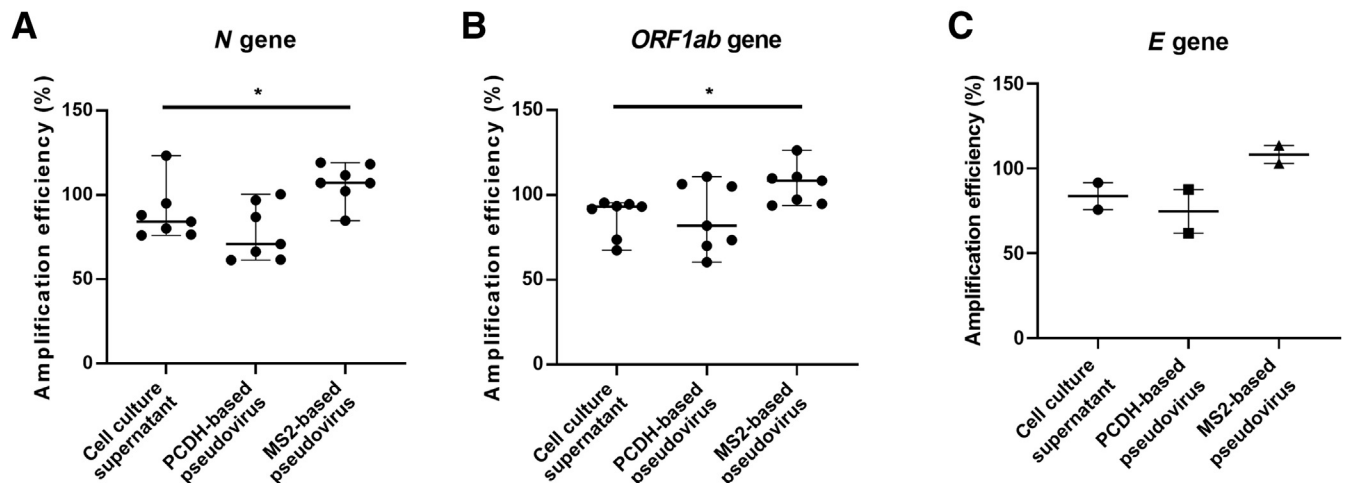 A
N gene
Amplification efficiency (%)
150
*
100
50
0
Cell culture
supernatant
PCDH-based
pseudovirus
MS2-based
pseudovirus
B
ORF1ab gene
Amplification efficiency (%)
150
*
100
50
0
Cell culture
supernatant
PCDH-based
pseudovirus
MS2-based
pseudovirus
C
E gene
Amplification efficiency (%)
150
100
50
0
Cell culture
supernatant
PCDH-based
pseudovirus
MS2-based
pseudovirus